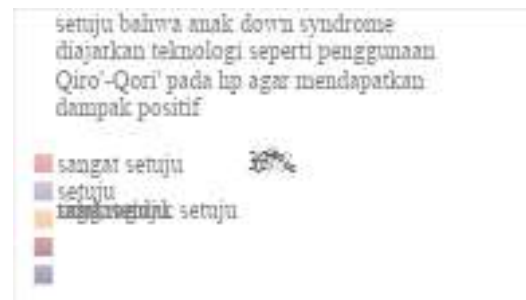 setuju bahwa anak down syndrome
diajarkan teknologi seperti penggunaan
Qiro'-Qori' pada hp agar mendapatkan
dampak positif
sangat setuju
setuju
setuju